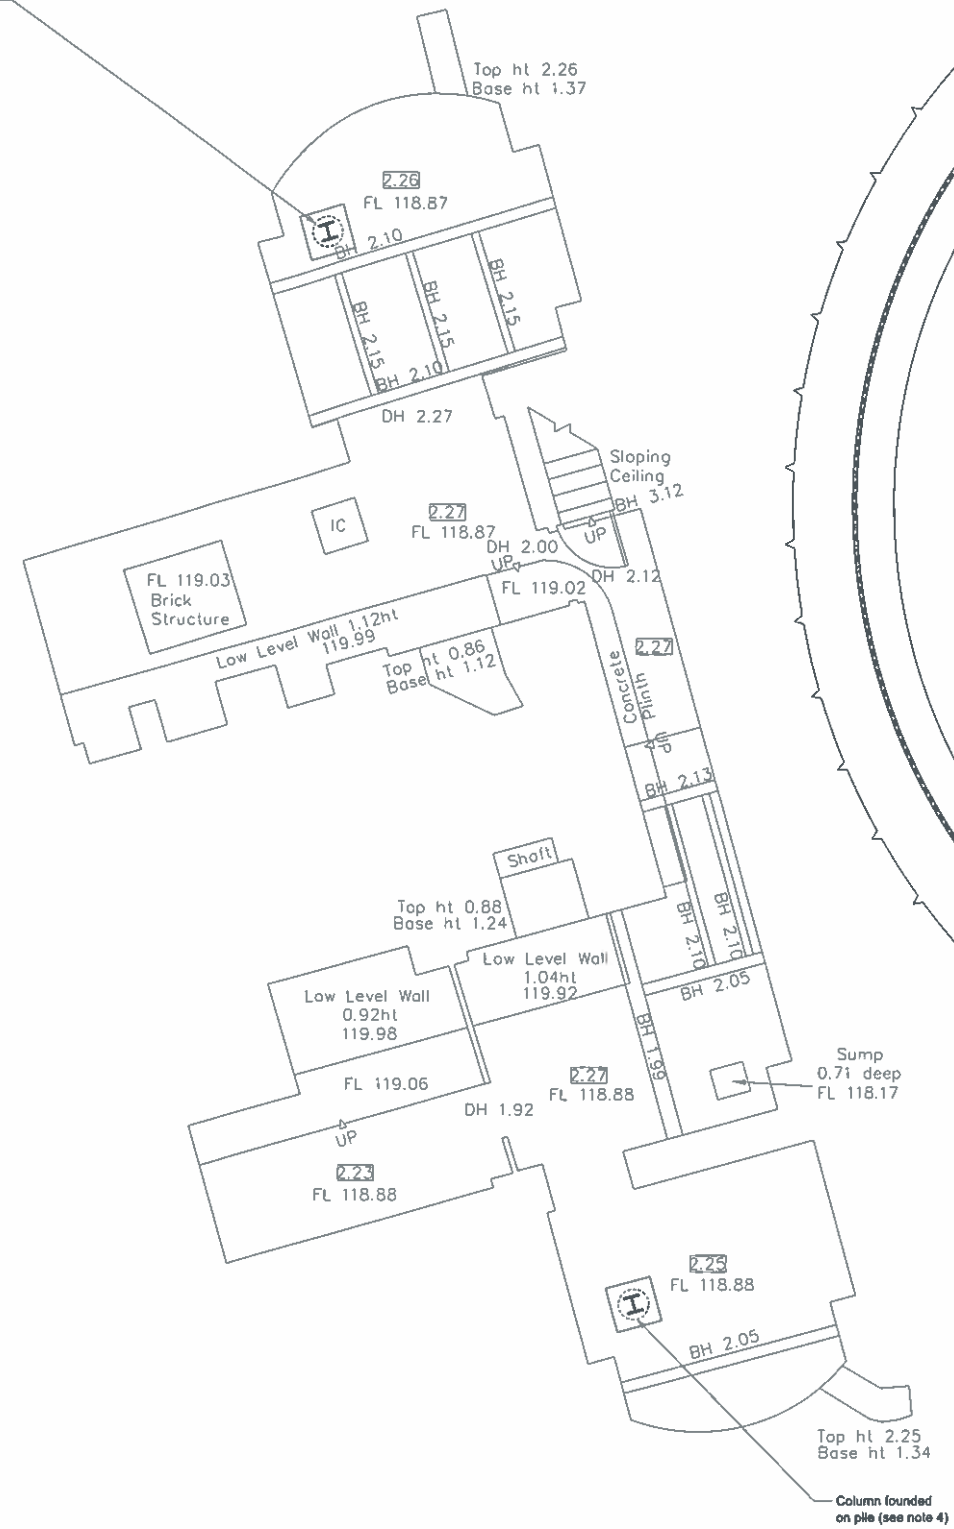 Top ht 2.26
Base ht 1.37
2.26
FL 118.87
BH 2.10
BH 2.15
BH 2.15
BH 2.15
BH 2.10
DH 2.27
Sloping
Ceiling
BH 3.12
UP
2.27
FL 118.87
IC
DH 2.00
UP
DH 2.12
FL 119.02
FL 119.03
Brick
Structure
Low Level Wall 1.12ht
119.99
Top ht 0.86
Base ht 1.12
2.27
Concrete
Plinth
UP
BH 2.13
Shaft
Top ht 0.88
Base ht 1.24
BH 2.10
BH 2.10
BH 2.05
Low Level Wall
1.04ht
119.92
Low Level Wall
0.92ht
119.98
BH 1.99
Sump
0.71 deep
FL 118.17
FL 119.06
2.27
FL 118.88
DH 1.92
UP
2.23
FL 118.88
2.25
FL 118.88
BH 2.05
Top ht 2.25
Base ht 1.34
Column founded
on pile (see note 4)